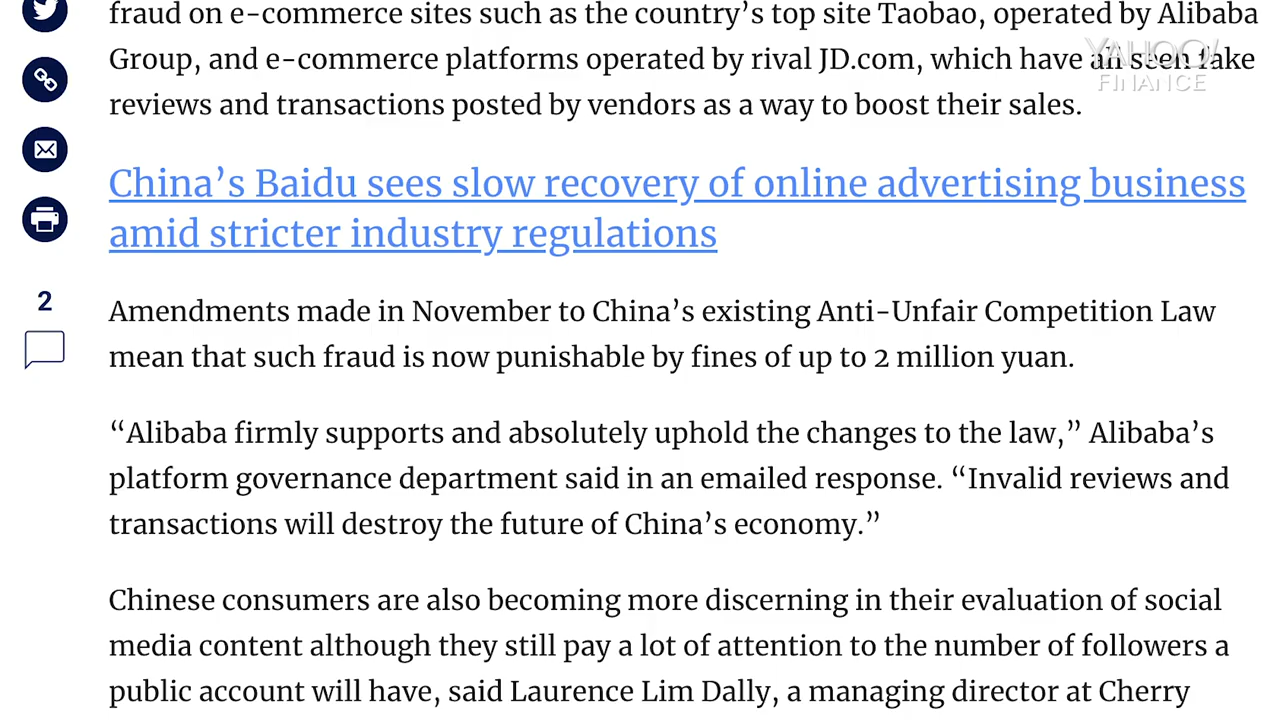 fraud on e-commerce sites such as the country’s top site Taobao, operated by Alibaba
Group, and e-commerce platforms operated by rival JD.com, which have all seen fake
reviews and transactions posted by vendors as a way to boost their sales.
YAHOO!
FINANCE
China’s Baidu sees slow recovery of online advertising business
amid stricter industry regulations
2
Amendments made in November to China’s existing Anti-Unfair Competition Law
mean that such fraud is now punishable by fines of up to 2 million yuan.
“Alibaba firmly supports and absolutely uphold the changes to the law,” Alibaba’s
platform governance department said in an emailed response. “Invalid reviews and
transactions will destroy the future of China’s economy.”
Chinese consumers are also becoming more discerning in their evaluation of social
media content although they still pay a lot of attention to the number of followers a
public account will have, said Laurence Lim Dally, a managing director at Cherry